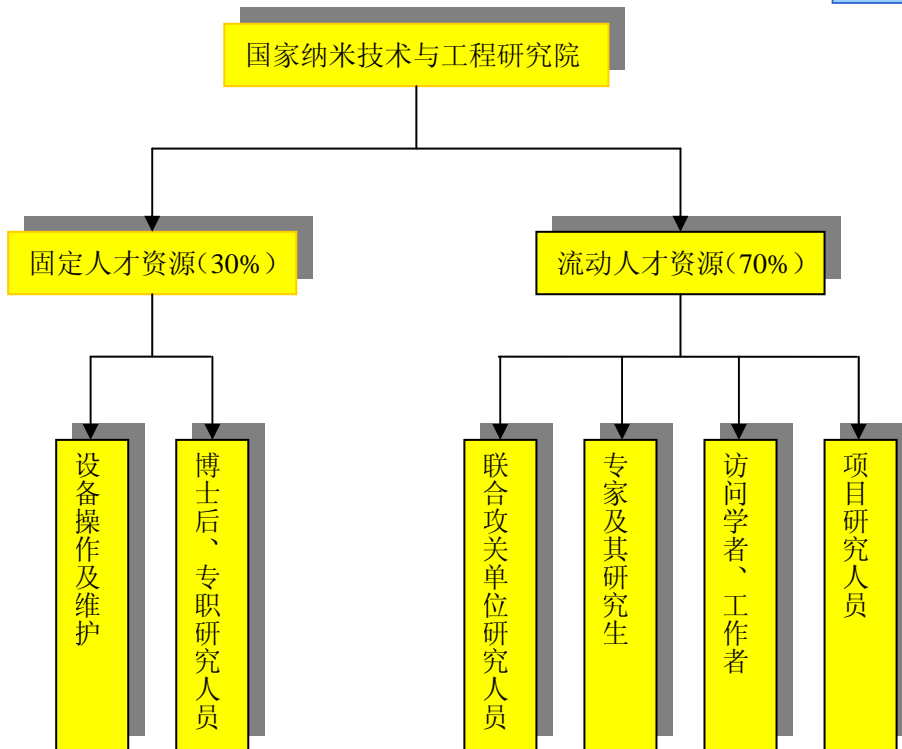 国家纳米技术与工程研究院
固定人才资源(30%)
流动人才资源(70%)
设备操作及维护
博士后、专职研究人员
联合攻关单位研究人员
专家及其研究生
访问学者、工作者
项目研究人员